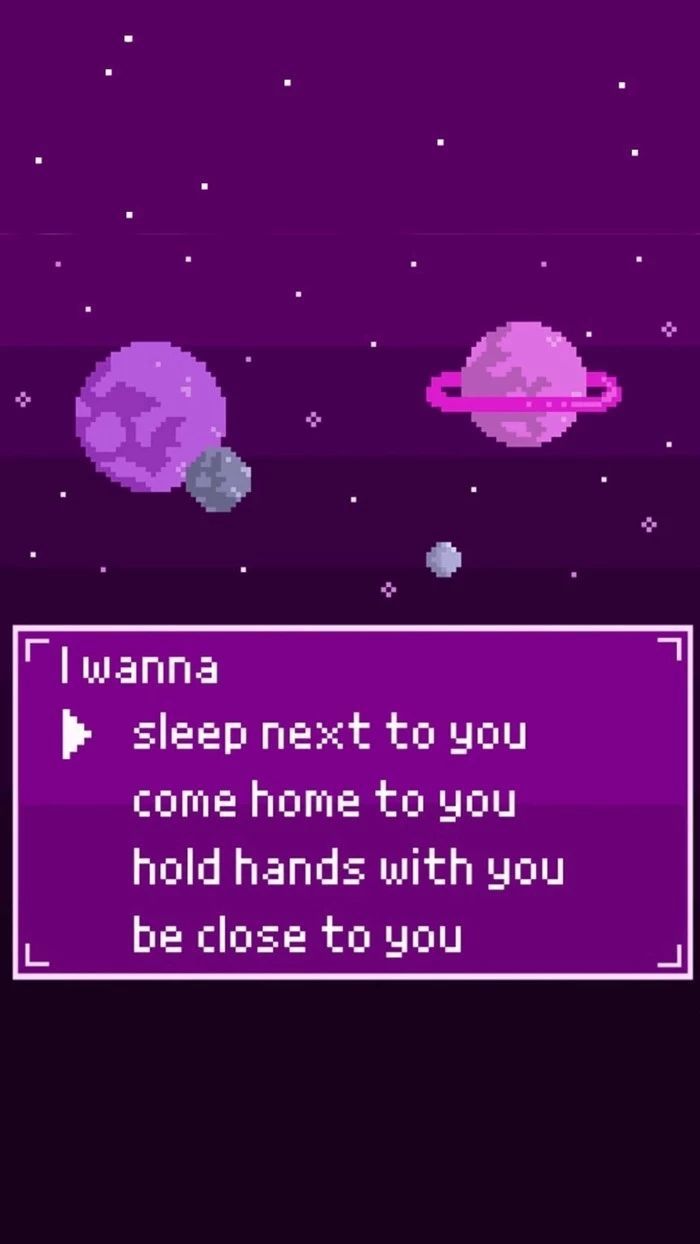 I wanna
sleep next to you
come home to you
hold hands with you
be close to you